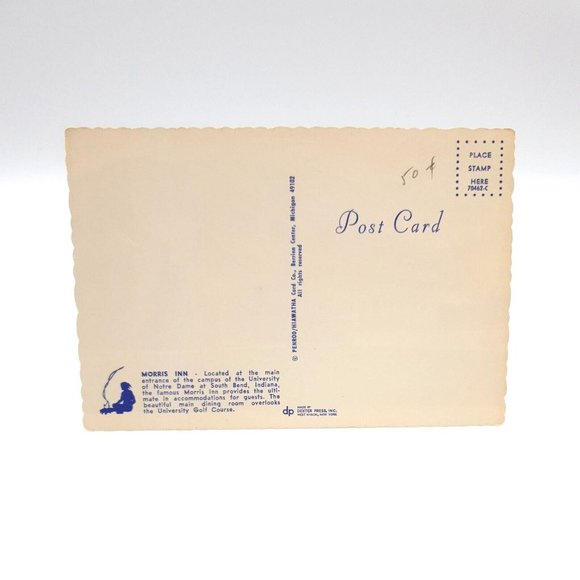 50 ¢
PLACE
STAMP
HERE
70462-C
Post Card
© PENROD/HIAWATHA Card Co., Berrien Center, Michigan 49102
All rights reserved
MORRIS INN - Located at the main
entrance of the campus of the University
of Notre Dame at South Bend, Indiana,
the famous Morris Inn provides the ulti-
mate in accommodations for guests. The
beautiful main dining room overlooks
the University Golf Course.
dp
MADE BY
DEXTER PRESS, INC.
WEST NYACK, NEW YORK